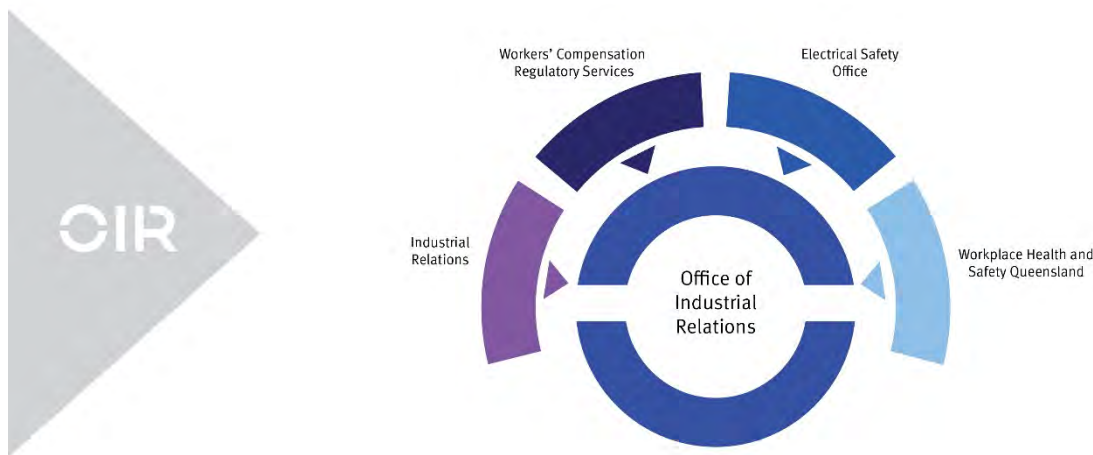 OIR
Workers' Compensation
Regulatory Services
Electrical Safety
Office
Industrial
Relations
Workplace Health and
Safety Queensland
Office of
Industrial
Relations